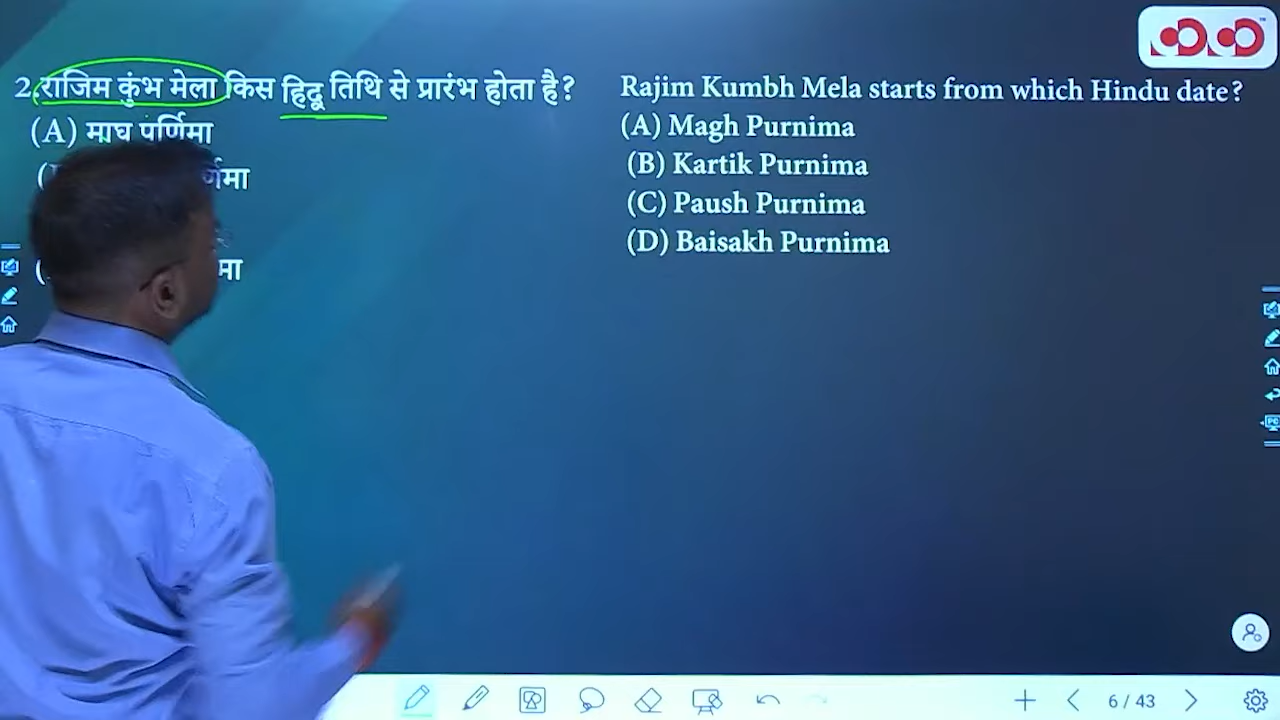 2. राजिम कुंभ मेला किस हिंदू तिथि से प्रारंभ होता है?
(A) माघ पूर्णिमा
Rajim Kumbh Mela starts from which Hindu date?
(A) Magh Purnima
(B) Kartik Purnima
(C) Paush Purnima
(D) Baisakh Purnima
6 / 43